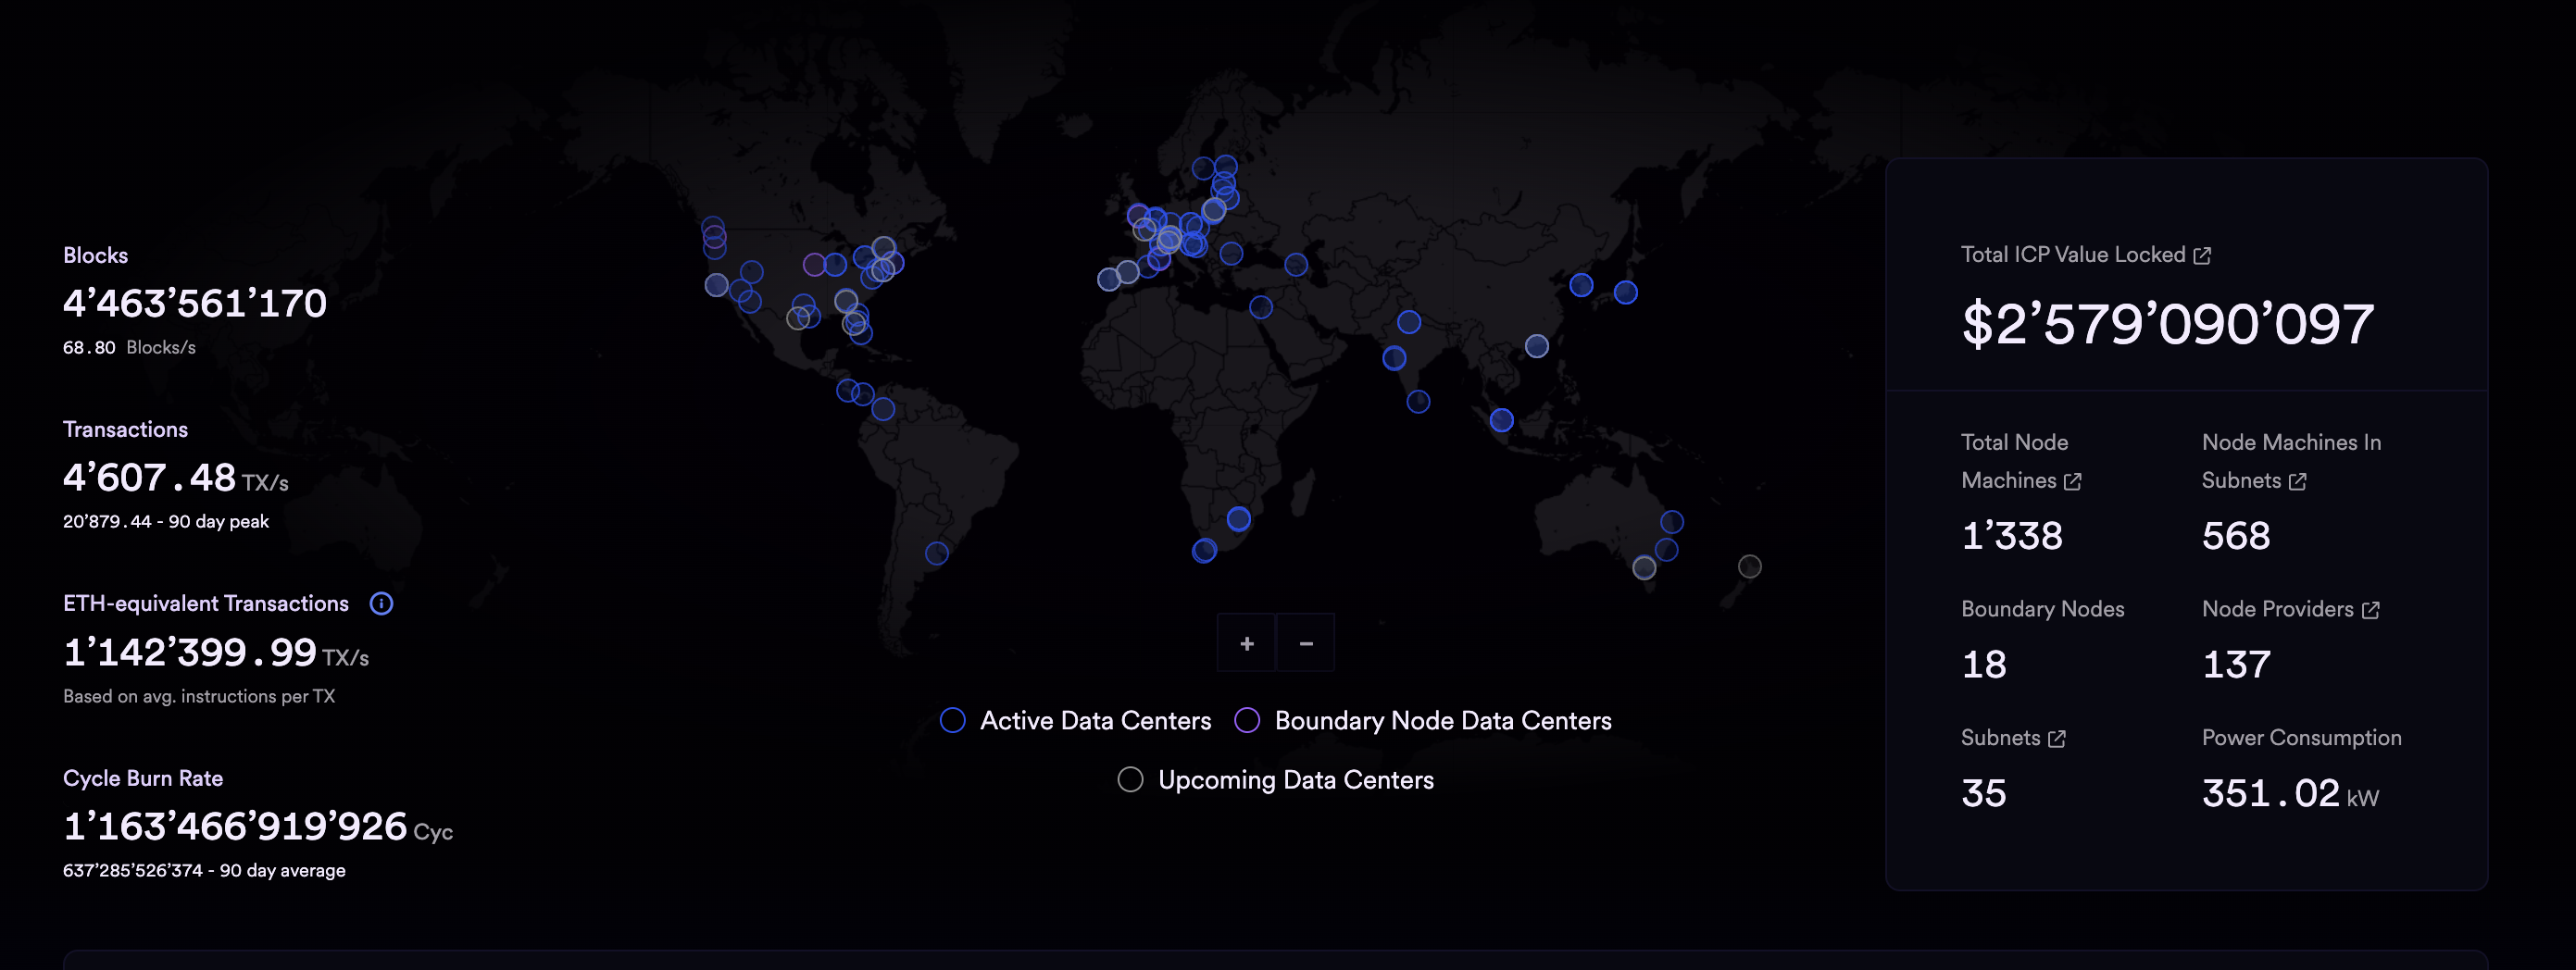 Blocks
4’463’561’170
68.80 Blocks/s
Transactions
4’607.48 TX/s
20’879.44 - 90 day peak
ETH-equivalent Transactions
1’142’399.99 TX/s
Based on avg. instructions per TX
Cycle Burn Rate
1’163’466’919’926 Cyc
637’285’526’374 - 90 day average
+ −
Active Data Centers Boundary Node Data Centers
Upcoming Data Centers
Total ICP Value Locked
$2’579’090’097
Total Node
Machines
1’338
Node Machines In
Subnets
568
Boundary Nodes
18
Node Providers
137
Subnets
35
Power Consumption
351.02 kW